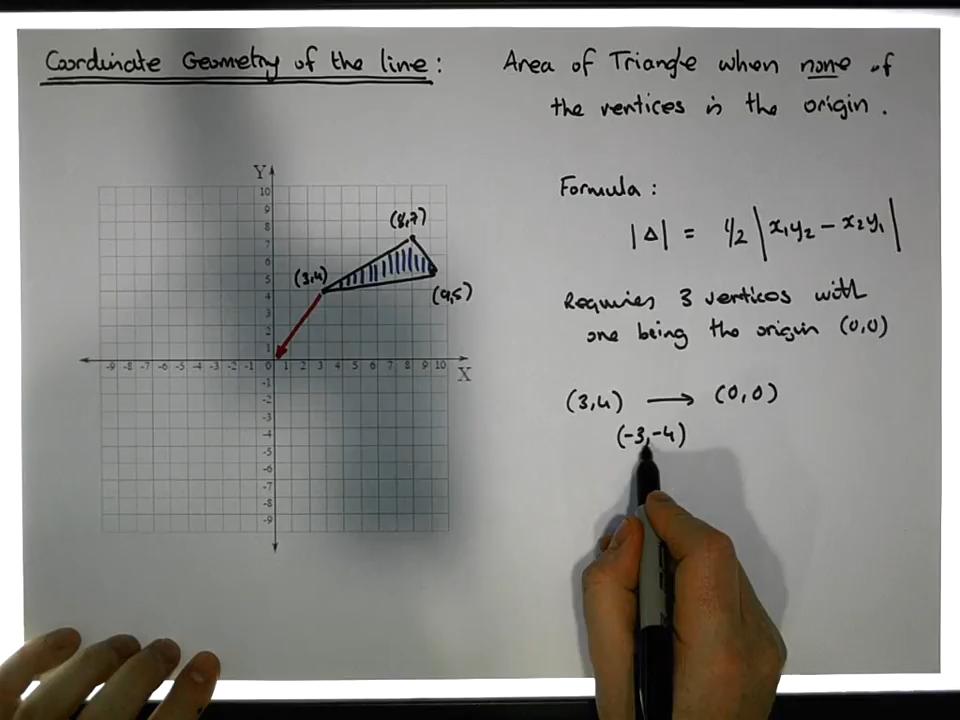 Coordinate Geometry of the line:
Area of Triangle when none of
the vertices is the origin.
Formula:
|Δ| = 1/2 |x₁y₂ - x₂y₁|
Requires 3 vertices with
one being the origin (0,0)
(3,4) → (0,0)
(-3,-4)
Y
10
9
8
7
6
5
4
3
2
1
(8,7)
(3,4)
(9,5)
-9 -8 -7 -6 -5 -4 -3 -2 -1 0 1 2 3 4 5 6 7 8 9 10
X
-1
-2
-3
-4
-5
-6
-7
-8
-9